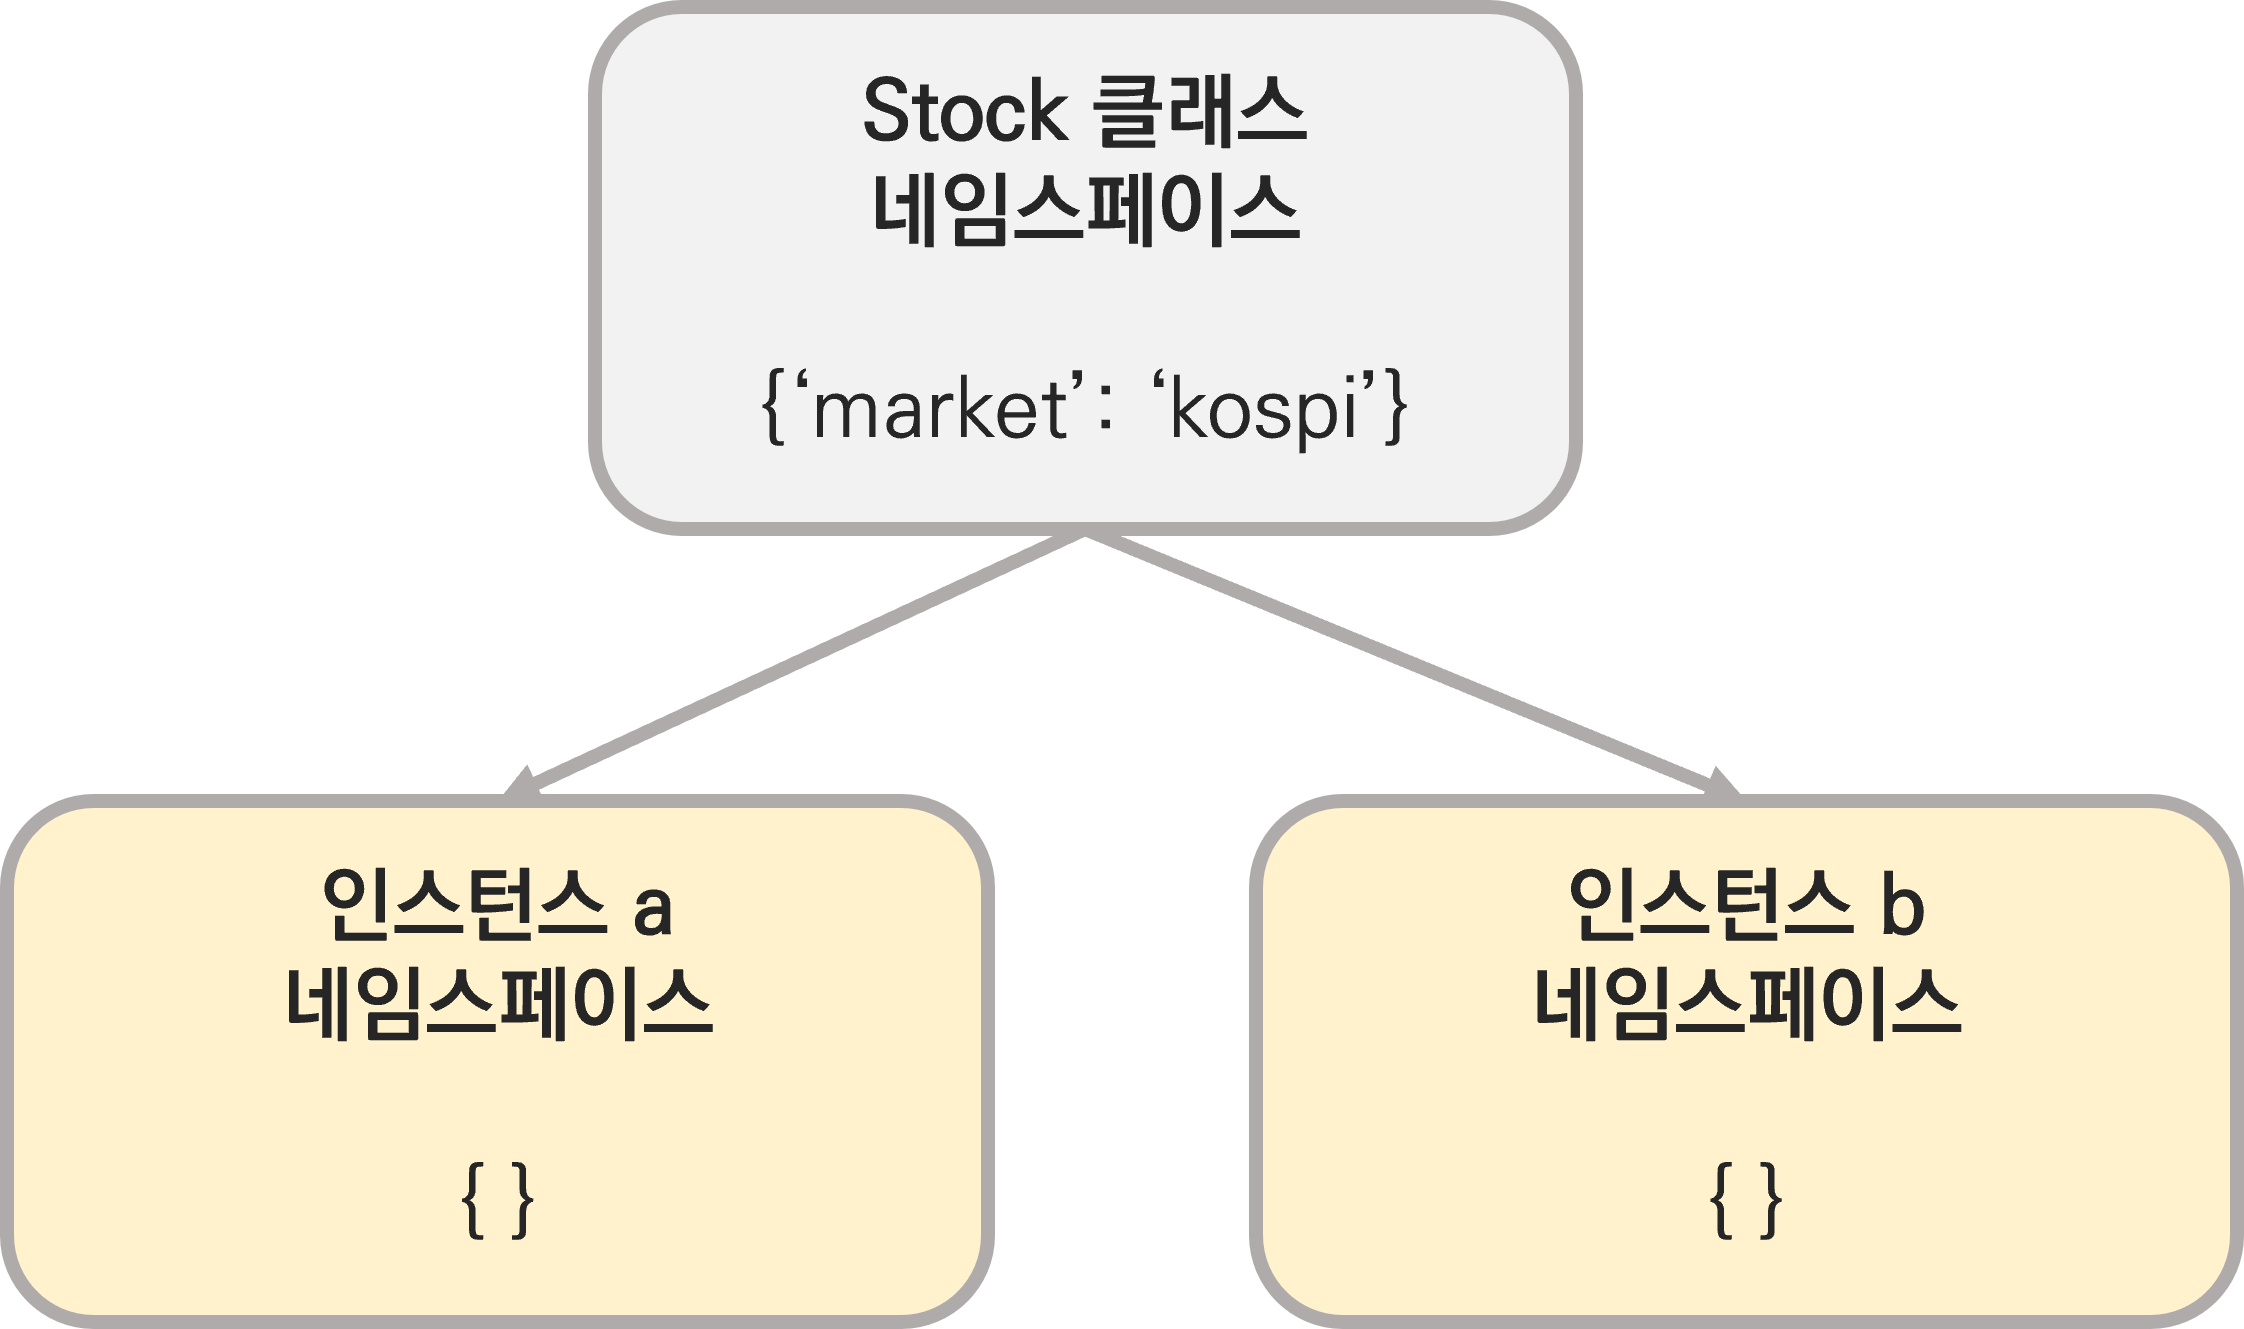 Stock 클래스
네임스페이스
{‘market’: ‘kospi’}
인스턴스 a
네임스페이스
{ }
인스턴스 b
네임스페이스
{ }